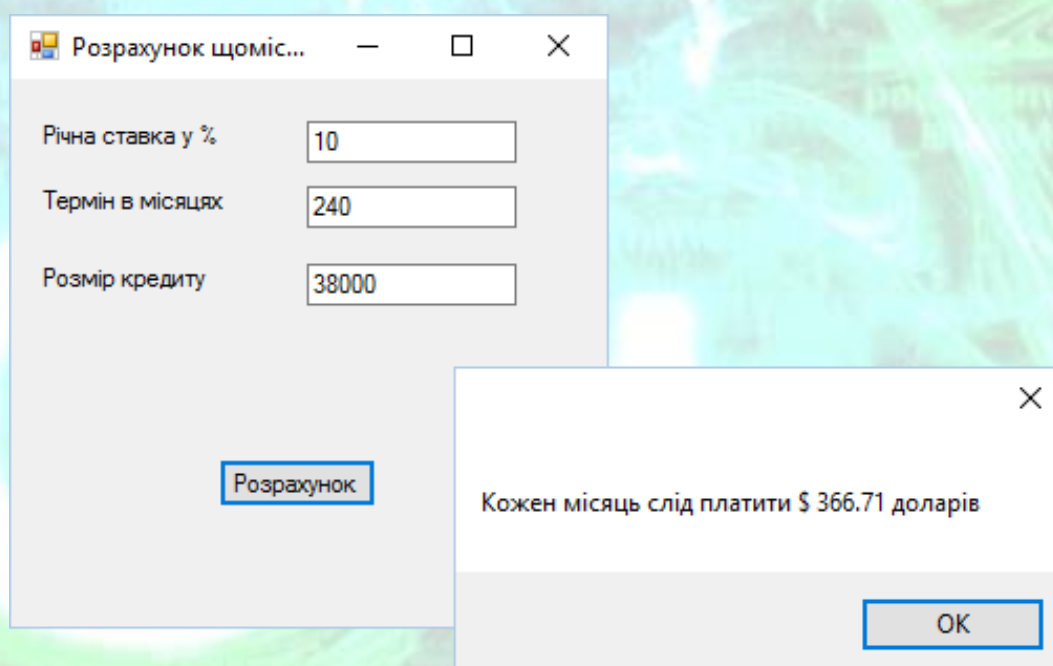 Розрахунок щоміс...
Річна ставка у %
10
Термін в місяцях
240
Розмір кредиту
38000
Розрахунок
Кожен місяць слід платити $ 366.71 доларів
OK